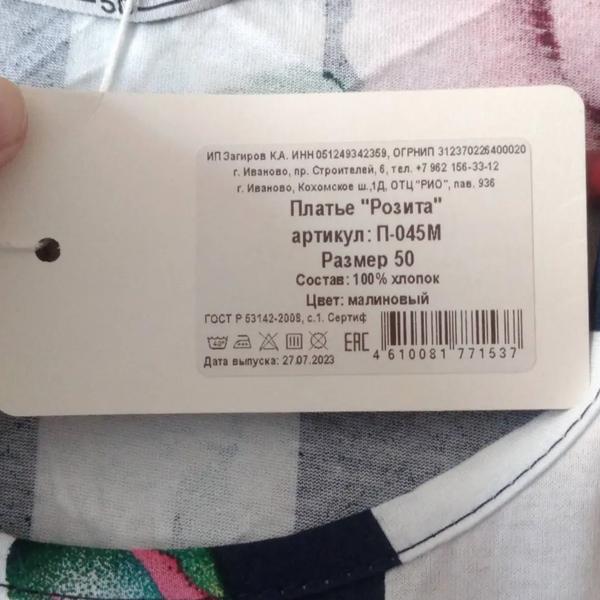 50
ИП Загиров К.А. ИНН 051249342359, ОГРНИП 312370226400020
г. Иваново, пр. Строителей, 6, тел. +7 962 156-33-12
г. Иваново, Кохомское ш.,1Д, ОТЦ "РИО", пав. 936
Платье "Розита"
артикул: П-045М
Размер 50
Состав: 100% хлопок
Цвет: малиновый
ГОСТ Р 53142-2008, с.1. Сертиф
EAC
4 610081 771537
Дата выпуска: 27.07.2023